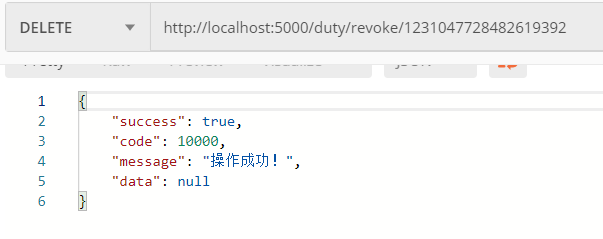 DELETE http://localhost:5000/duty/revoke/1231047728482619392
1 {
2 "success": true,
3 "code": 10000,
4 "message": "操作成功！",
5 "data": null
6 }